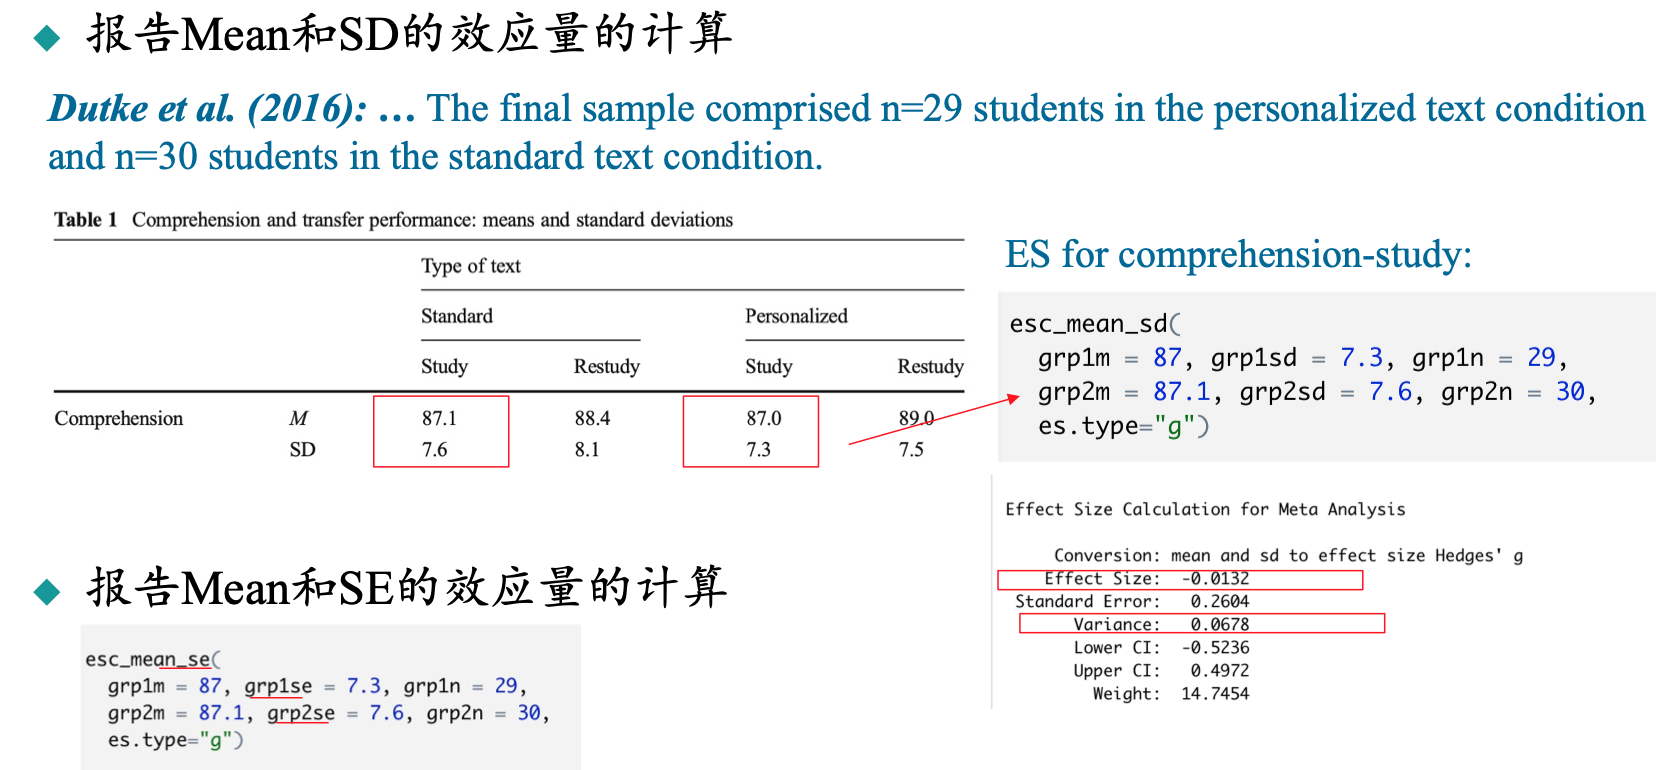 报告Mean和SD的效应量的计算
Dutke et al. (2016): … The final sample comprised n=29 students in the personalized text condition
and n=30 students in the standard text condition.
Table 1 Comprehension and transfer performance: means and standard deviations
Type of text
Standard Personalized
Study Restudy Study Restudy
Comprehension M 87.1 88.4 87.0 89.0
SD 7.6 8.1 7.3 7.5
ES for comprehension-study:
esc_mean_sd(
grp1m = 87, grp1sd = 7.3, grp1n = 29,
grp2m = 87.1, grp2sd = 7.6, grp2n = 30,
es.type="g")
Effect Size Calculation for Meta Analysis
Conversion: mean and sd to effect size Hedges' g
Effect Size: -0.0132
Standard Error: 0.2604
Variance: 0.0678
Lower CI: -0.5236
Upper CI: 0.4972
Weight: 14.7454
报告Mean和SE的效应量的计算
esc_mean_se(
grp1m = 87, grp1se = 7.3, grp1n = 29,
grp2m = 87.1, grp2se = 7.6, grp2n = 30,
es.type="g")